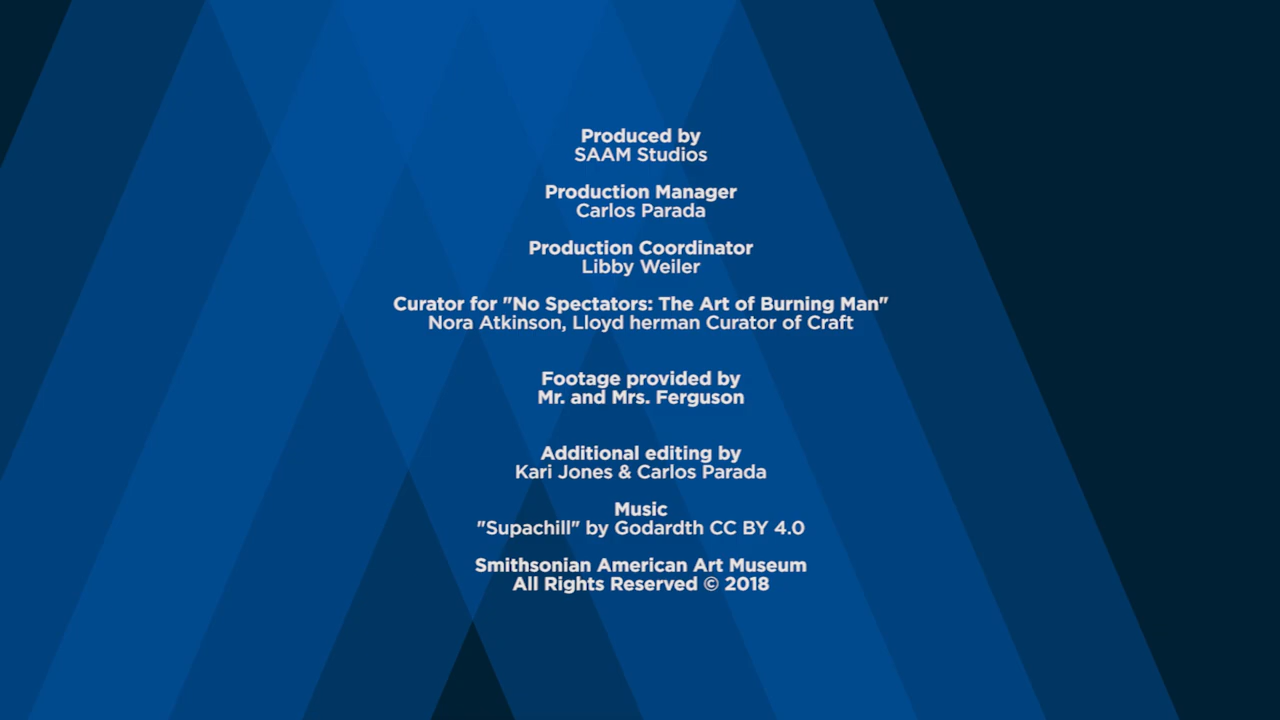 Produced by
SAAM Studios
Production Manager
Carlos Parada
Production Coordinator
Libby Weiler
Curator for "No Spectators: The Art of Burning Man"
Nora Atkinson, Lloyd herman Curator of Craft
Footage provided by
Mr. and Mrs. Ferguson
Additional editing by
Kari Jones & Carlos Parada
Music
"Supachill" by Godardth CC BY 4.0
Smithsonian American Art Museum
All Rights Reserved © 2018